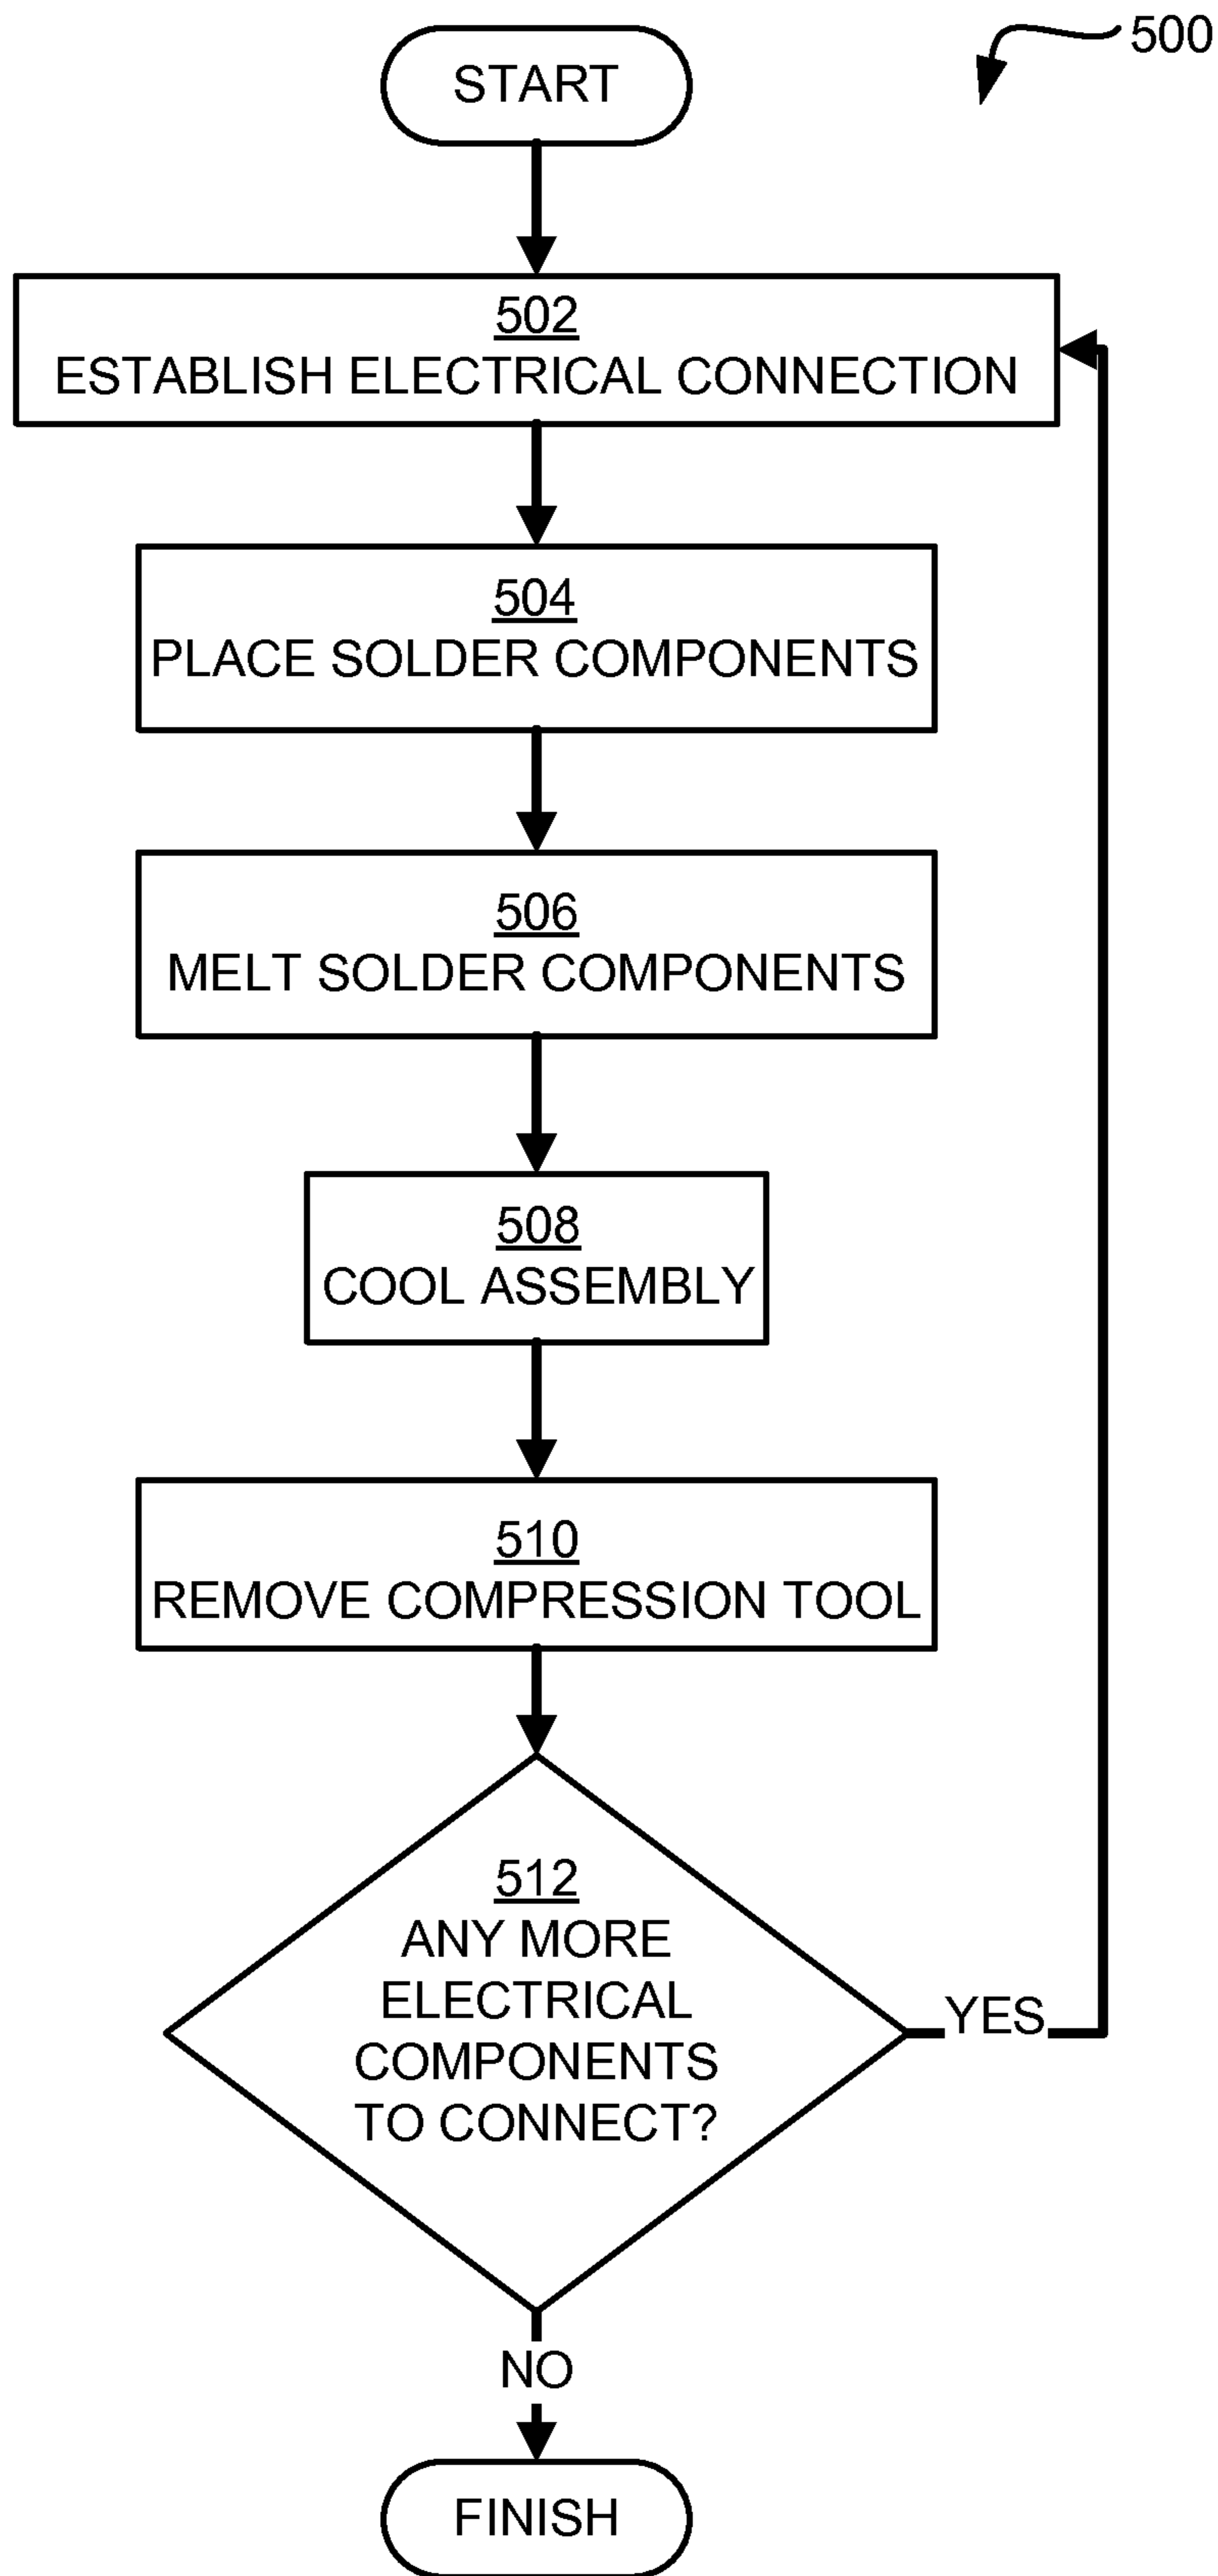 START
500
502
ESTABLISH ELECTRICAL CONNECTION
504
PLACE SOLDER COMPONENTS
506
MELT SOLDER COMPONENTS
508
COOL ASSEMBLY
510
REMOVE COMPRESSION TOOL
512
ANY MORE
ELECTRICAL
COMPONENTS
TO CONNECT?
YES
NO
FINISH